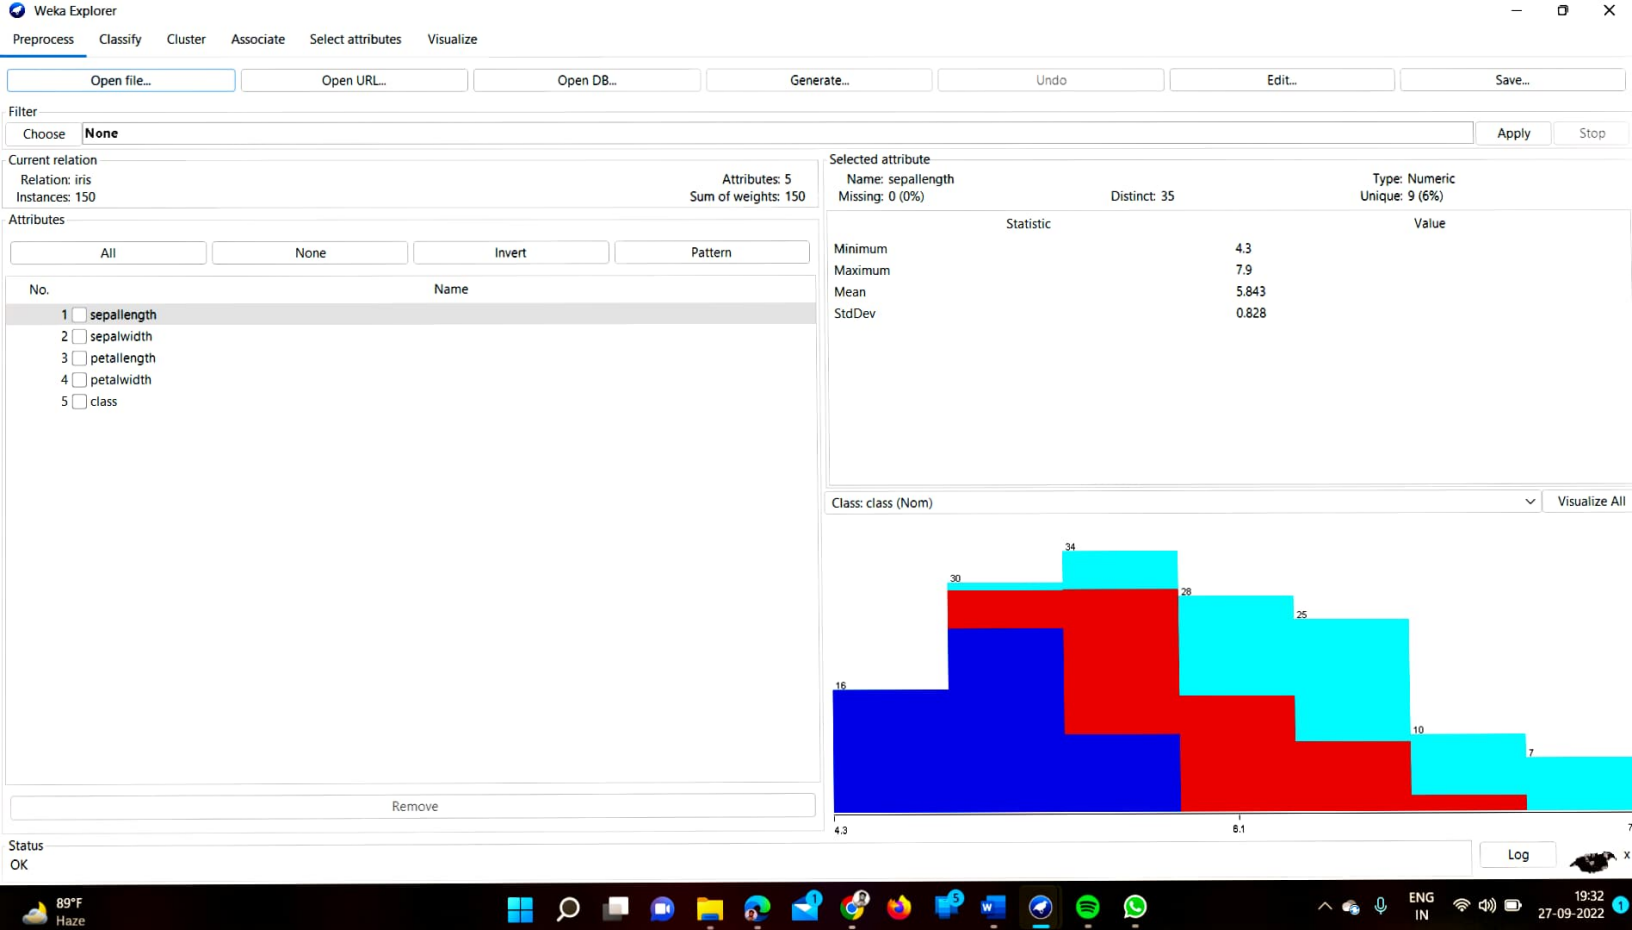 Weka Explorer
Preprocess Classify Cluster Associate Select attributes Visualize
Open file... Open URL... Open DB... Generate... Undo Edit... Save...
Filter
Choose None Apply Stop
Current relation
Relation: iris Attributes: 5
Instances: 150 Sum of weights: 150
Selected attribute
Name: sepallength Type: Numeric
Missing: 0 (0%) Distinct: 35 Unique: 9 (6%)
Attributes
All None Invert Pattern
No. Name
1 sepallength
2 sepalwidth
3 petallength
4 petalwidth
5 class
Remove
Statistic Value
Minimum 4.3
Maximum 7.9
Mean 5.843
StdDev 0.828
Class: class (Nom) Visualize All
16
30
34
28
25
10
7
4.3 6.1 7
Status
OK
Log x
89°F
Haze
1
5
W
ENG
IN
19:32
27-09-2022
1